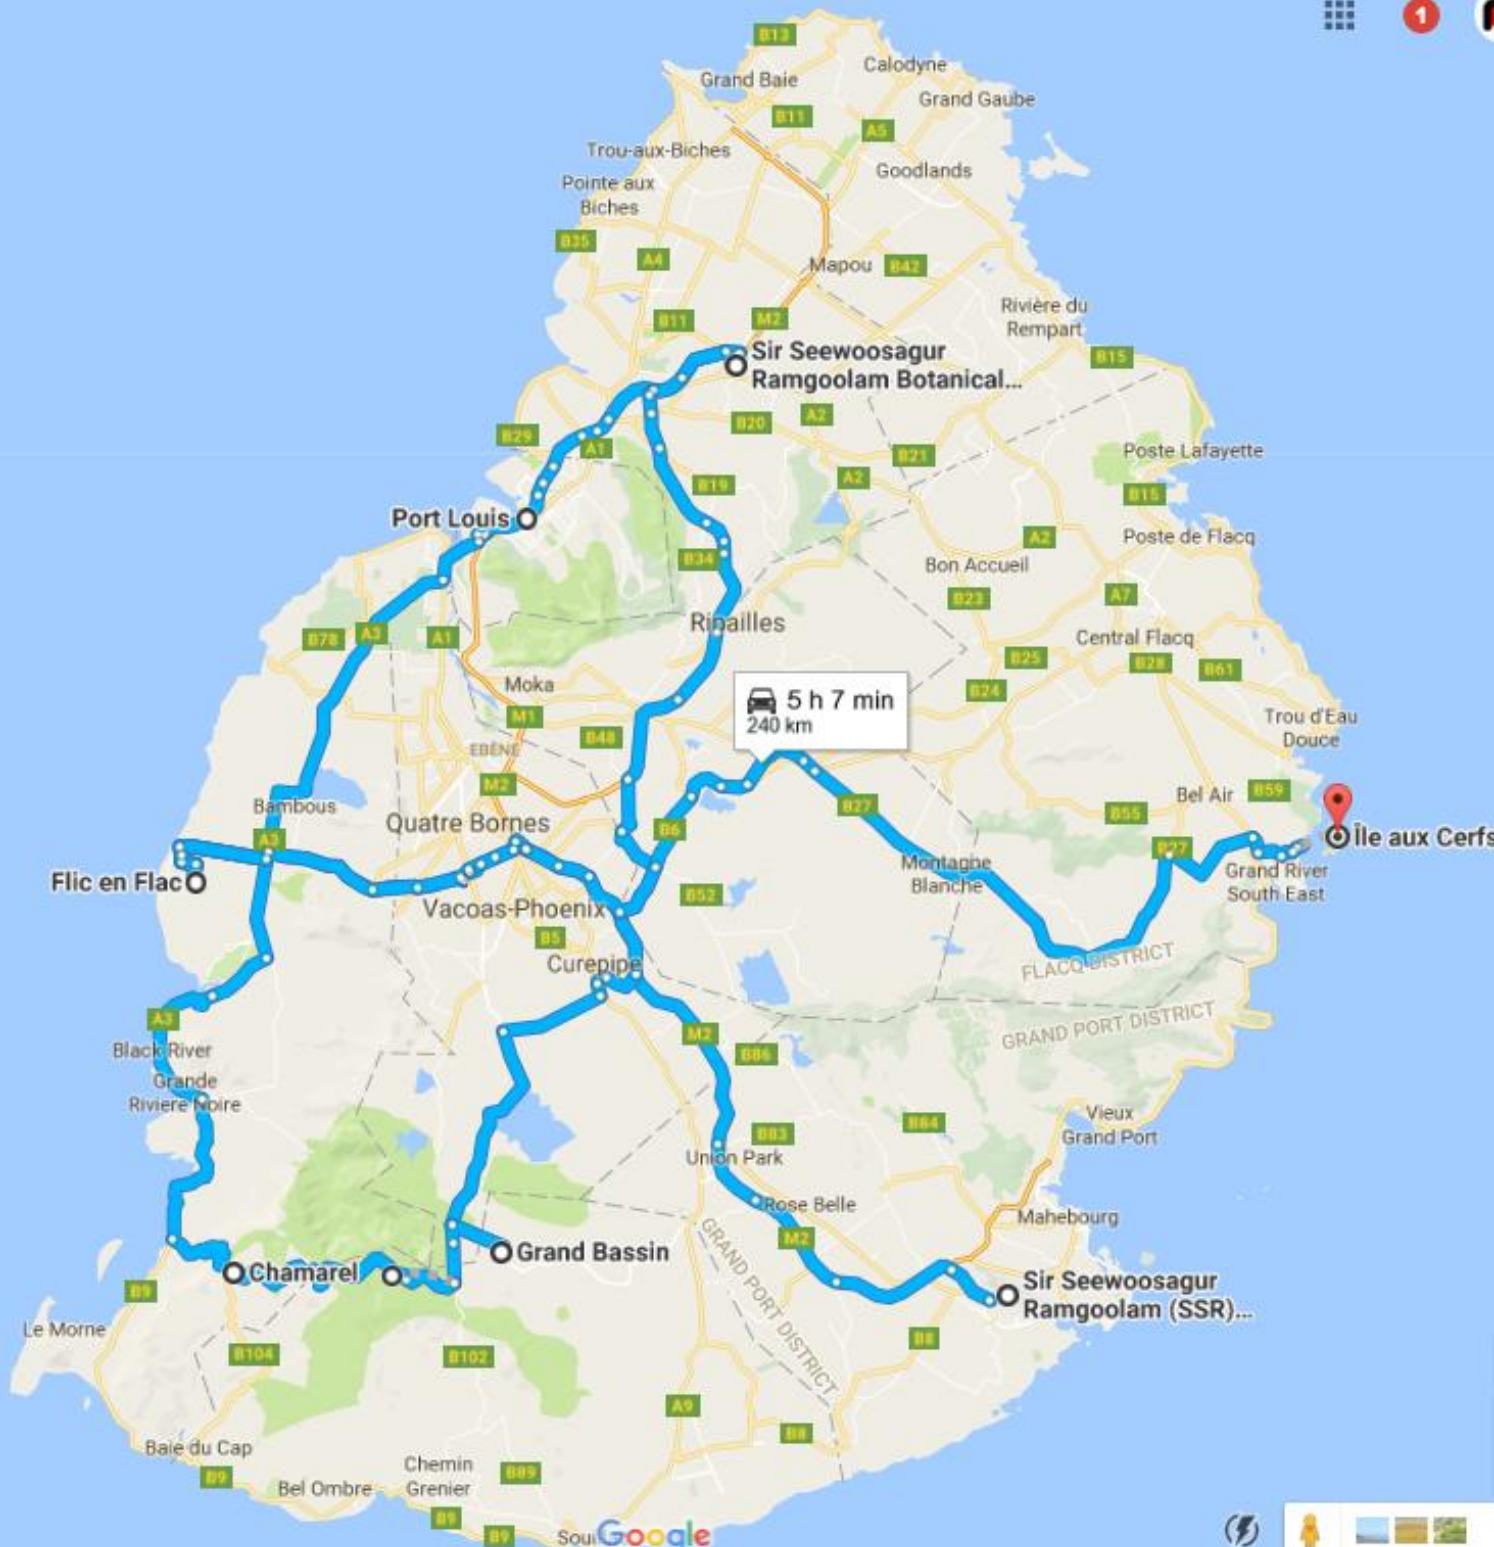 1
B13
Grand Baie
Calodyne
Grand Gaube
B11
A5
Trou-aux-Biches
Goodlands
Pointe aux
Biches
B35
A4
Mapou
B42
Rivière du
Rempart
B11
M2
B15
Sir Seewoosagur
Ramgoolam Botanical...
B20
A2
B29
A1
B21
Poste Lafayette
A2
B19
B15
Port Louis
A2
Poste de Flacq
B34
Bon Accueil
B23
A7
Ripailles
B78
A3
A1
Central Flacq
B25
B28
B61
Moka
B24
5 h 7 min
240 km
M1
Trou d'Eau
Douce
B48
EBÈNE
M2
Bel Air
B59
Bambous
B27
B55
Quatre Bornes
B6
A3
Île aux Cerfs
B27
Montagne
Blanche
Grand River
South East
Flic en Flac
B52
Vacoas-Phoenix
B5
Curepipe
FLACQ DISTRICT
A3
GRAND PORT DISTRICT
M2
Black River
B86
Grande
Riviere Noire
B84
Vieux
Grand Port
B83
Union Park
Rose Belle
Mahebourg
M2
GRAND PORT DISTRICT
Grand Bassin
Chamarel
Sir Seewoosagur
Ramgoolam (SSR)...
B9
Le Morne
B8
B104
B102
A9
B8
Baie du Cap
Chemin
Grenier
B9
B89
Bel Ombre
B9
B9
Soui
Google